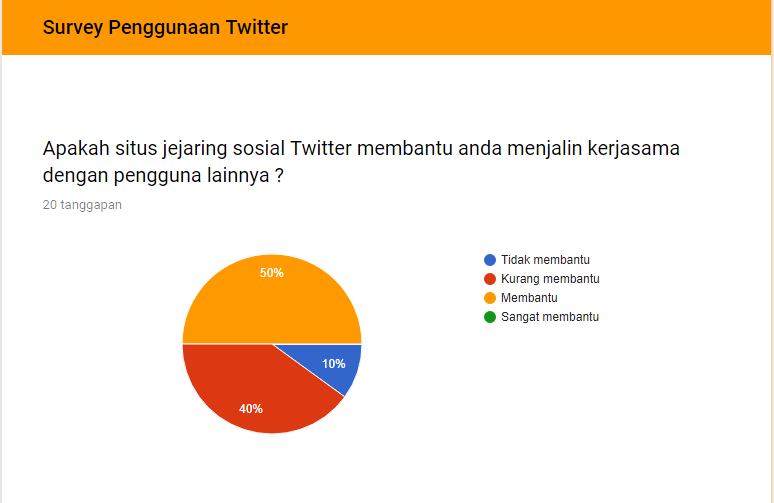 Survey Penggunaan Twitter
Apakah situs jejaring sosial Twitter membantu anda menjalin kerjasama
dengan pengguna lainnya ?
20 tanggapan
50%
10%
40%
Tidak membantu
Kurang membantu
Membantu
Sangat membantu